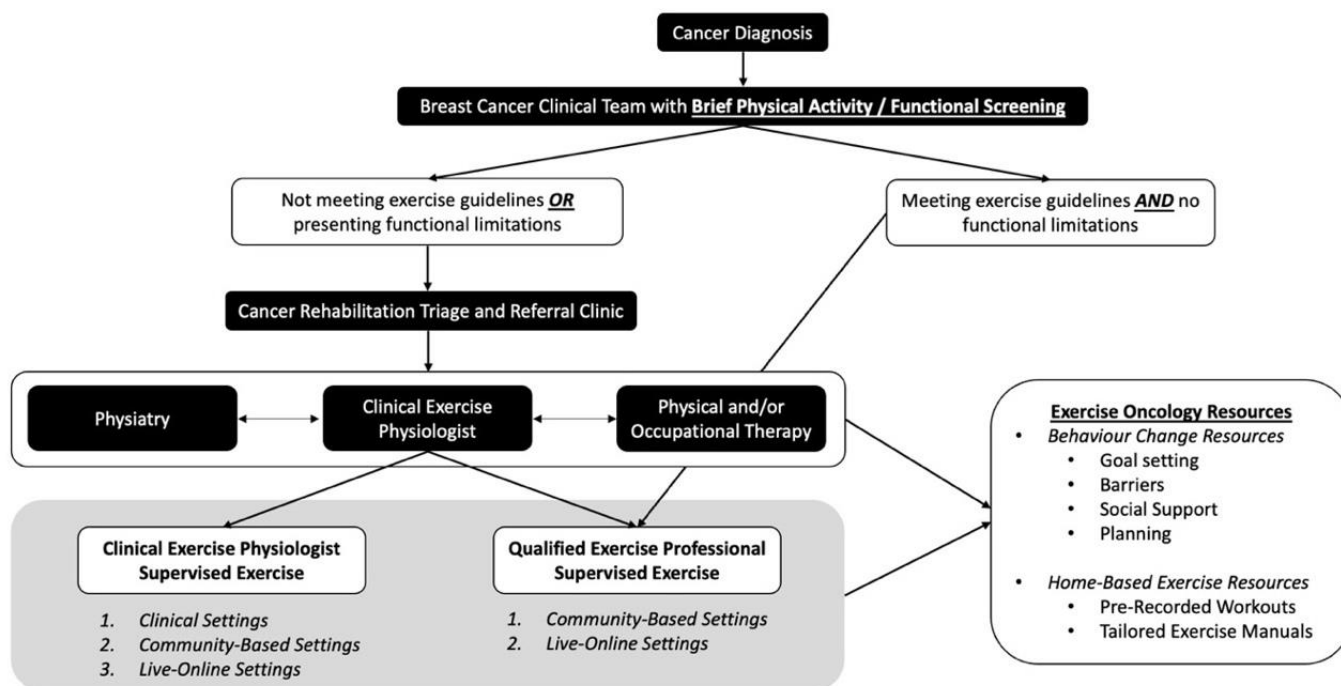 Cancer Diagnosis
Breast Cancer Clinical Team with Brief Physical Activity / Functional Screening
Not meeting exercise guidelines OR
presenting functional limitations
Meeting exercise guidelines AND no
functional limitations
Cancer Rehabilitation Triage and Referral Clinic
Physiatry
Clinical Exercise
Physiologist
Physical and/or
Occupational Therapy
Clinical Exercise Physiologist
Supervised Exercise
1. Clinical Settings
2. Community-Based Settings
3. Live-Online Settings
Qualified Exercise Professional
Supervised Exercise
1. Community-Based Settings
2. Live-Online Settings
Exercise Oncology Resources
• Behaviour Change Resources
• Goal setting
• Barriers
• Social Support
• Planning
• Home-Based Exercise Resources
• Pre-Recorded Workouts
• Tailored Exercise Manuals